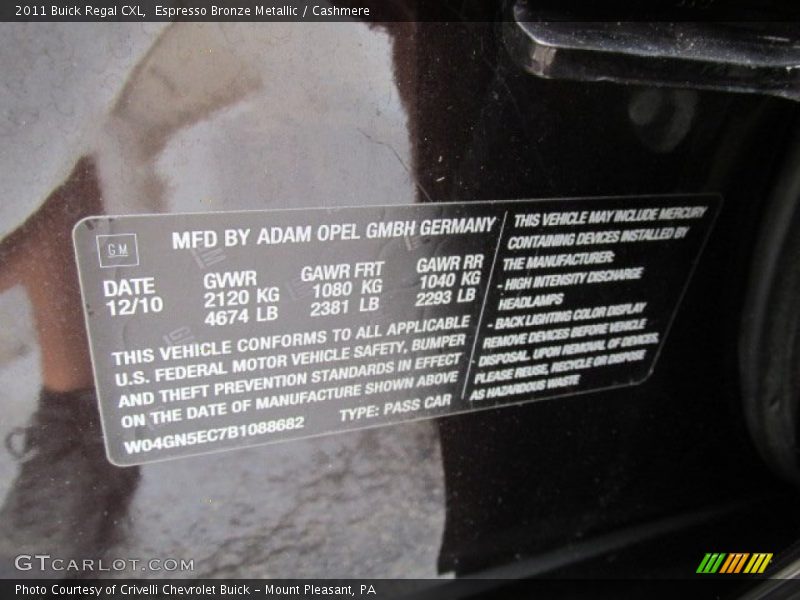 2011 Buick Regal CXL,  Espresso Bronze Metallic / Cashmere
GM
MFD BY ADAM OPEL GMBH GERMANY
DATE GVWR GAWR FRT GAWR RR
12/10 2120 KG 1080 KG 1040 KG
4674 LB 2381 LB 2293 LB
THIS VEHICLE CONFORMS TO ALL APPLICABLE
U.S. FEDERAL MOTOR VEHICLE SAFETY, BUMPER
AND THEFT PREVENTION STANDARDS IN EFFECT
ON THE DATE OF MANUFACTURE SHOWN ABOVE
W04GN5EC7B1088682 TYPE: PASS CAR
THIS VEHICLE MAY INCLUDE MERCURY
CONTAINING DEVICES INSTALLED BY
THE MANUFACTURER:
- HIGH INTENSITY DISCHARGE
HEADLAMPS
- BACK LIGHTING COLOR DISPLAY
REMOVE DEVICES BEFORE VEHICLE
DISPOSAL. UPON REMOVAL OF DEVICES,
PLEASE REUSE, RECYCLE OR DISPOSE
AS HAZARDOUS WASTE
GTCARLOT.COM
Photo Courtesy of Crivelli Chevrolet Buick – Mount Pleasant, PA